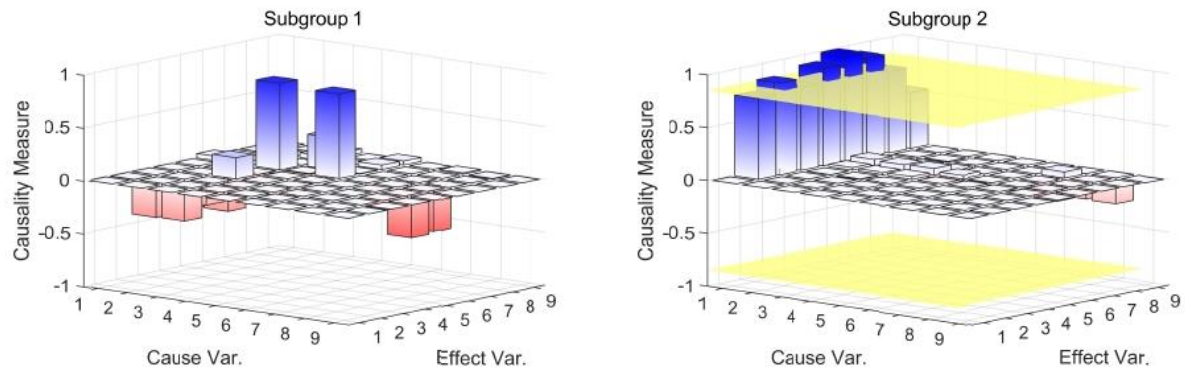 Subgroup 1
Causality Measure
1
0.5
0
-0.5
-1
1 2 3 4 5 6 7 8 9
Cause Var.
1 2 3 4 5 6 7 8 9
Effect Var.
Subgroup 2
Causality Measure
1
0.5
0
-0.5
-1
1 2 3 4 5 6 7 8 9
Cause Var.
1 2 3 4 5 6 7 8 9
Effect Var.